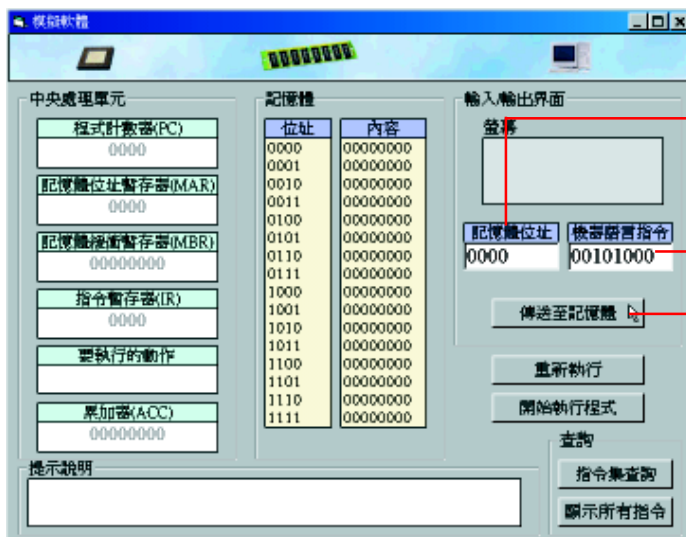 模擬軟體
中央處理單元
程式計數器(PC)
0000
記憶體位址暫存器(MAR)
0000
記憶體緩衝暫存器(MBR)
00000000
指令暫存器(IR)
0000
要執行的動作
累加器(ACC)
00000000
記憶體
位址 內容
0000 00000000
0001 00000000
0010 00000000
0011 00000000
0100 00000000
0101 00000000
0110 00000000
0111 00000000
1000 00000000
1001 00000000
1010 00000000
1011 00000000
1100 00000000
1101 00000000
1110 00000000
1111 00000000
輸入/輸出界面
螢幕
記憶體位址 機器語言指令
0000 00101000
傳送至記憶體
重新執行
開始執行程式
查詢
指令集查詢
顯示所有指令
提示說明